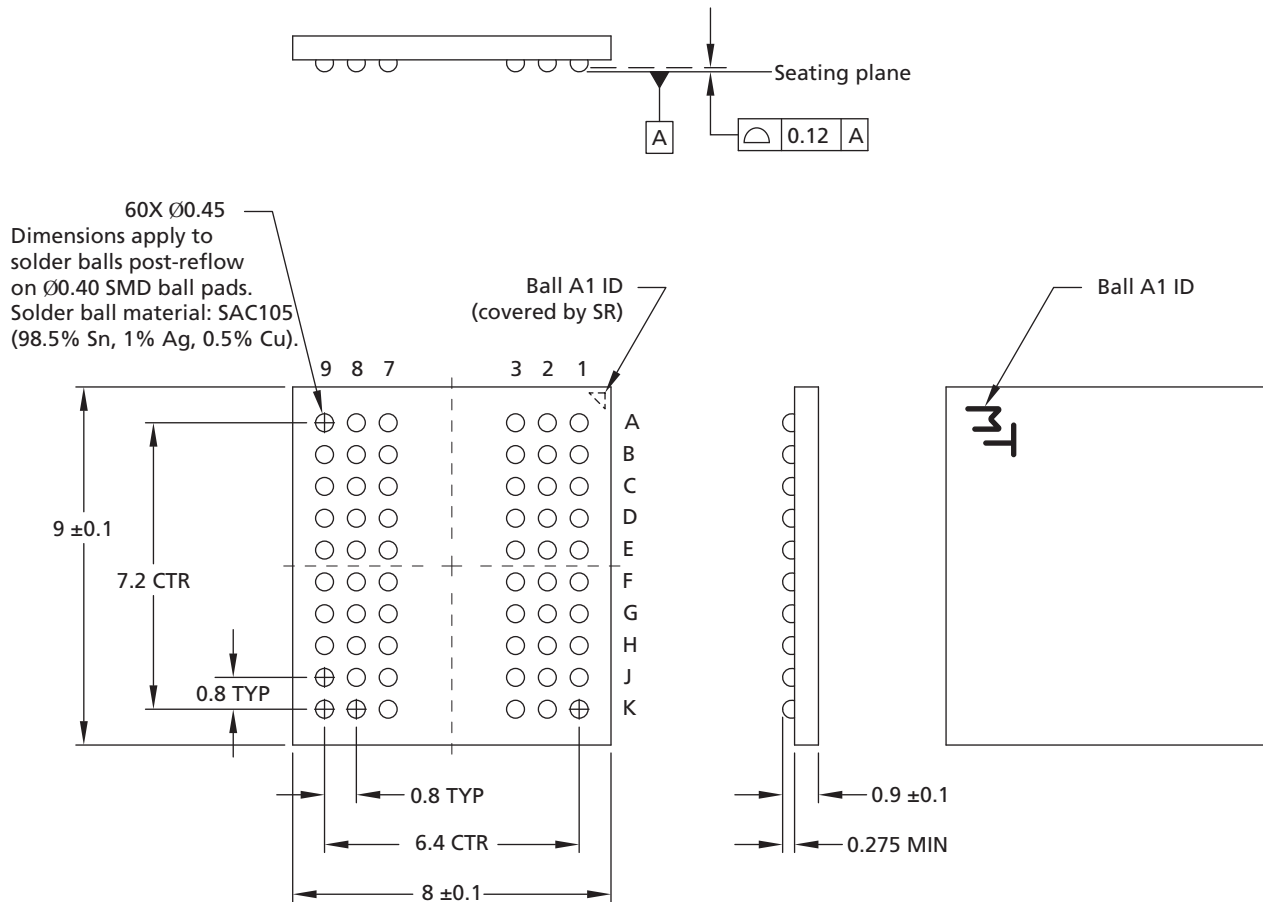 Seating plane
A
0.12 A
60X Ø0.45
Dimensions apply to
solder balls post-reflow
on Ø0.40 SMD ball pads.
Solder ball material: SAC105
(98.5% Sn, 1% Ag, 0.5% Cu).
Ball A1 ID
(covered by SR)
Ball A1 ID
9 8 7 3 2 1
A
B
C
D
E
F
G
H
J
K
9 ±0.1
7.2 CTR
0.8 TYP
0.8 TYP
6.4 CTR
8 ±0.1
0.9 ±0.1
0.275 MIN